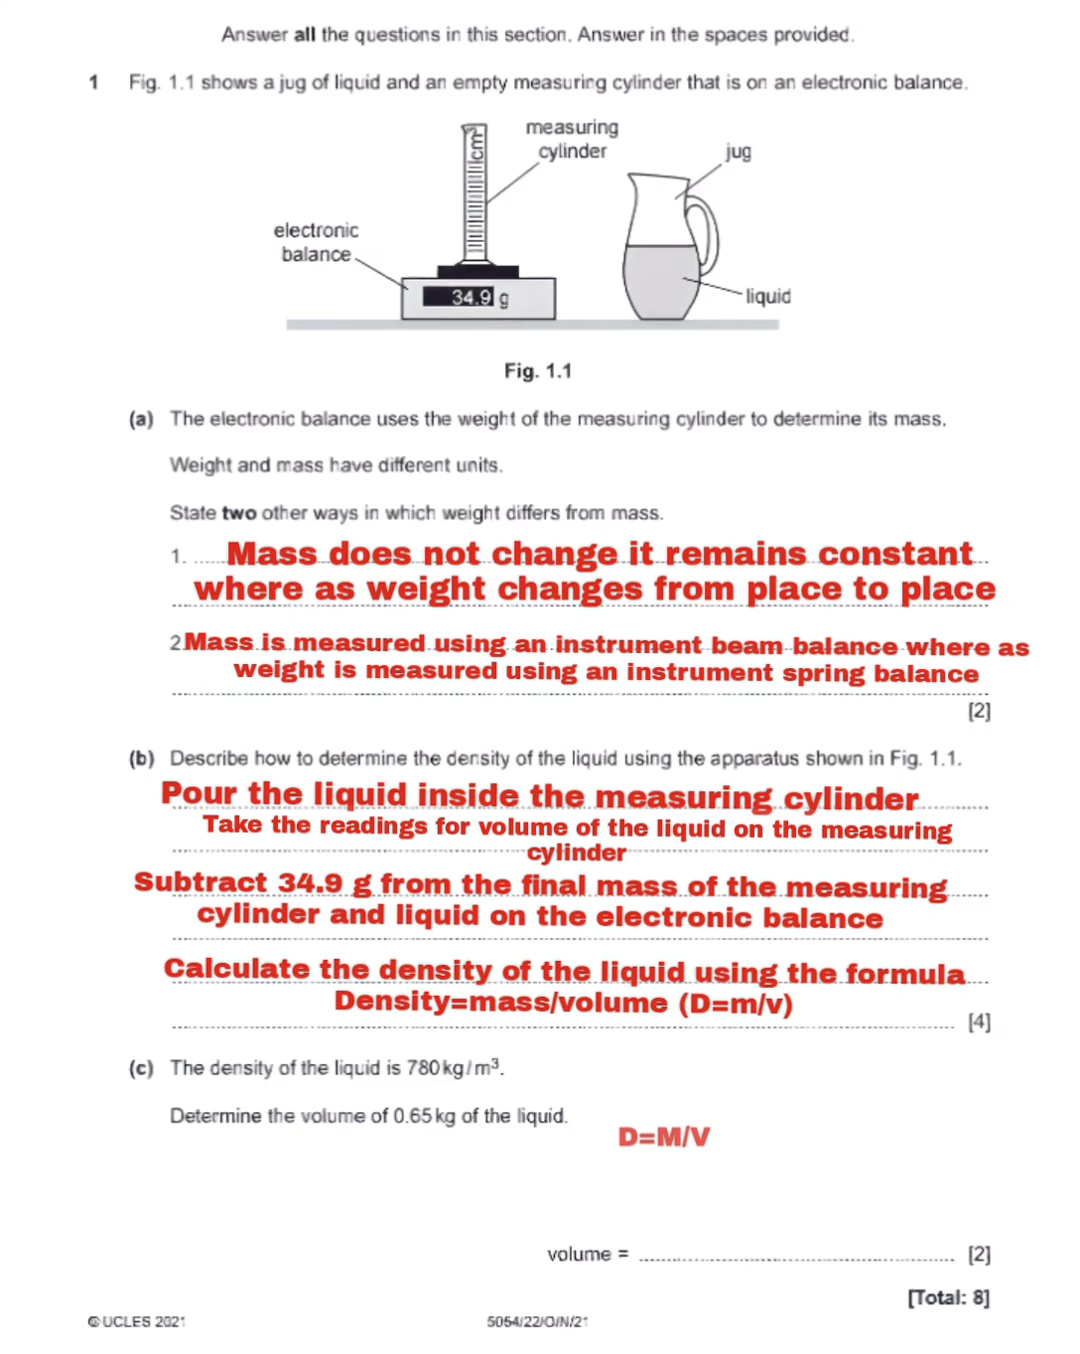 Answer all the questions in this section. Answer in the spaces provided.
1 Fig. 1.1 shows a jug of liquid and an empty measuring cylinder that is on an electronic balance.
measuring
cylinder
cm³
jug
electronic
balance
34.9 g
liquid
Fig. 1.1
(a) The electronic balance uses the weight of the measuring cylinder to determine its mass.
Weight and mass have different units.
State two other ways in which weight differs from mass.
1. Mass does not change it remains constant
where as weight changes from place to place
2 Mass is measured using an instrument beam balance where as
weight is measured using an instrument spring balance
[2]
(b) Describe how to determine the density of the liquid using the apparatus shown in Fig. 1.1.
Pour the liquid inside the measuring cylinder
Take the readings for volume of the liquid on the measuring
cylinder
Subtract 34.9 g from the final mass of the measuring
cylinder and liquid on the electronic balance
Calculate the density of the liquid using the formula
Density=mass/volume (D=m/v)
[4]
(c) The density of the liquid is 780 kg/m³.
Determine the volume of 0.65 kg of the liquid.
D=M/V
volume = [2]
[Total: 8]
© UCLES 2021 5054/22/O/N/21